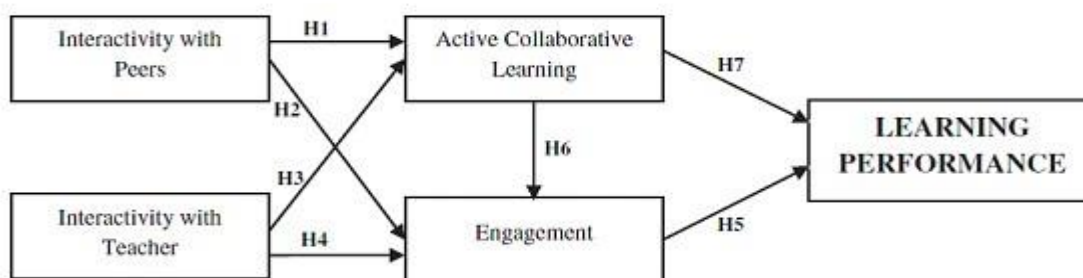 Interactivity with
Peers
H1
Active Collaborative
Learning
H7
H2
LEARNING
PERFORMANCE
H6
H3
Interactivity with
Teacher
H4
Engagement
H5